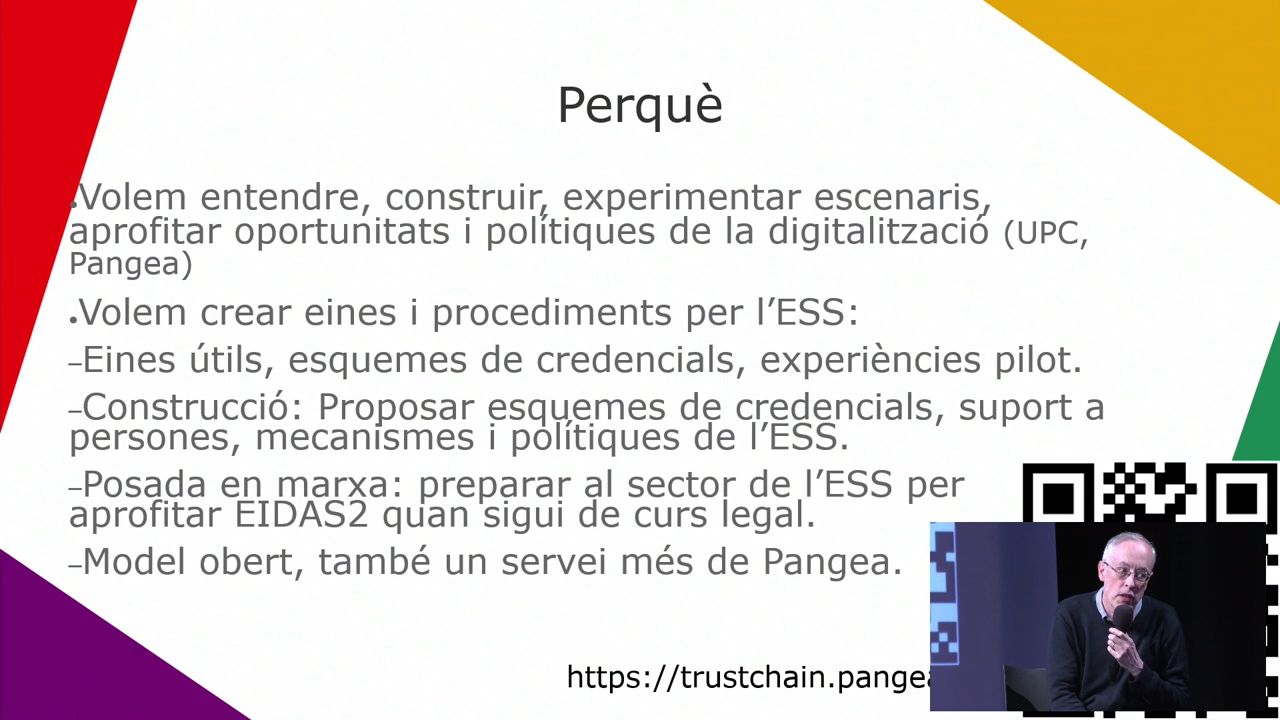 Perquè
•Volem entendre, construir, experimentar escenaris,
aprofitar oportunitats i polítiques de la digitalització (UPC,
Pangea)
•Volem crear eines i procediments per l’ESS:
–Eines útils, esquemes de credencials, experiències pilot.
–Construcció: Proposar esquemes de credencials, suport a
persones, mecanismes i polítiques de l’ESS.
–Posada en marxa: preparar al sector de l’ESS per
aprofitar EIDAS2 quan sigui de curs legal.
–Model obert, també un servei més de Pangea.
https://trustchain.pangea